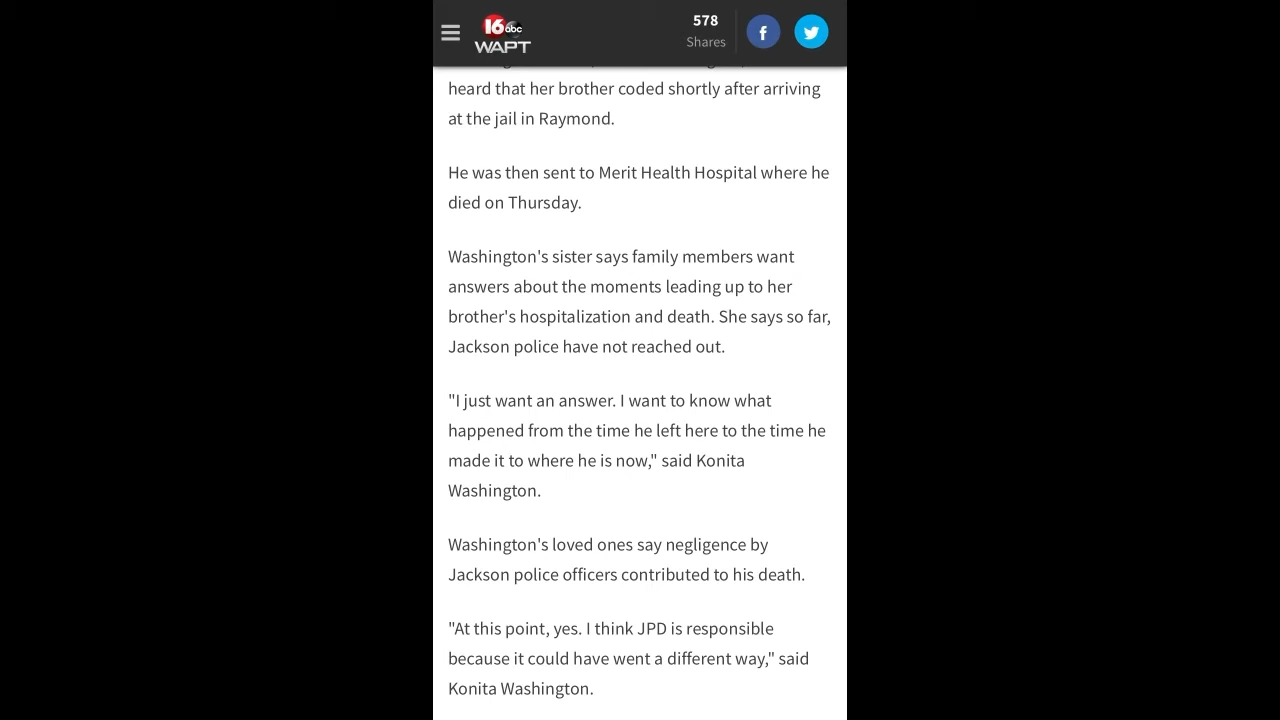 16 abc
WAPT
578
Shares
heard that her brother coded shortly after arriving
at the jail in Raymond.
He was then sent to Merit Health Hospital where he
died on Thursday.
Washington's sister says family members want
answers about the moments leading up to her
brother's hospitalization and death. She says so far,
Jackson police have not reached out.
"I just want an answer. I want to know what
happened from the time he left here to the time he
made it to where he is now," said Konita
Washington.
Washington's loved ones say negligence by
Jackson police officers contributed to his death.
"At this point, yes. I think JPD is responsible
because it could have went a different way," said
Konita Washington.